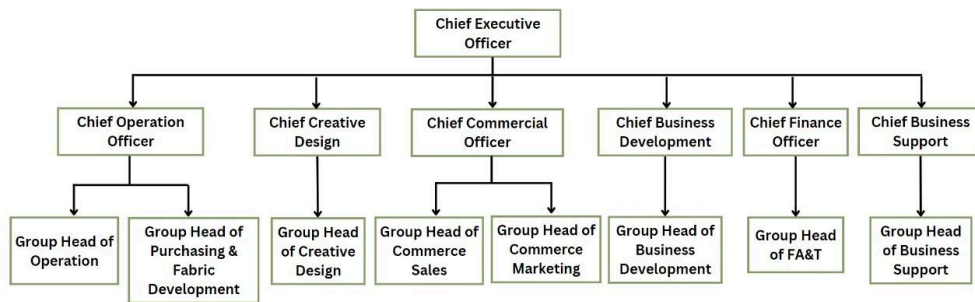 Chief Executive
Officer
Chief Operation
Officer
Chief Creative
Design
Chief Commercial
Officer
Chief Business
Development
Chief Finance
Officer
Chief Business
Support
Group Head of
Operation
Group Head of
Purchasing &
Fabric
Development
Group Head
of Creative
Design
Group Head of
Commerce
Sales
Group Head of
Commerce
Marketing
Group Head of
Business
Development
Group Head
of FA&T
Group Head
of Business
Support